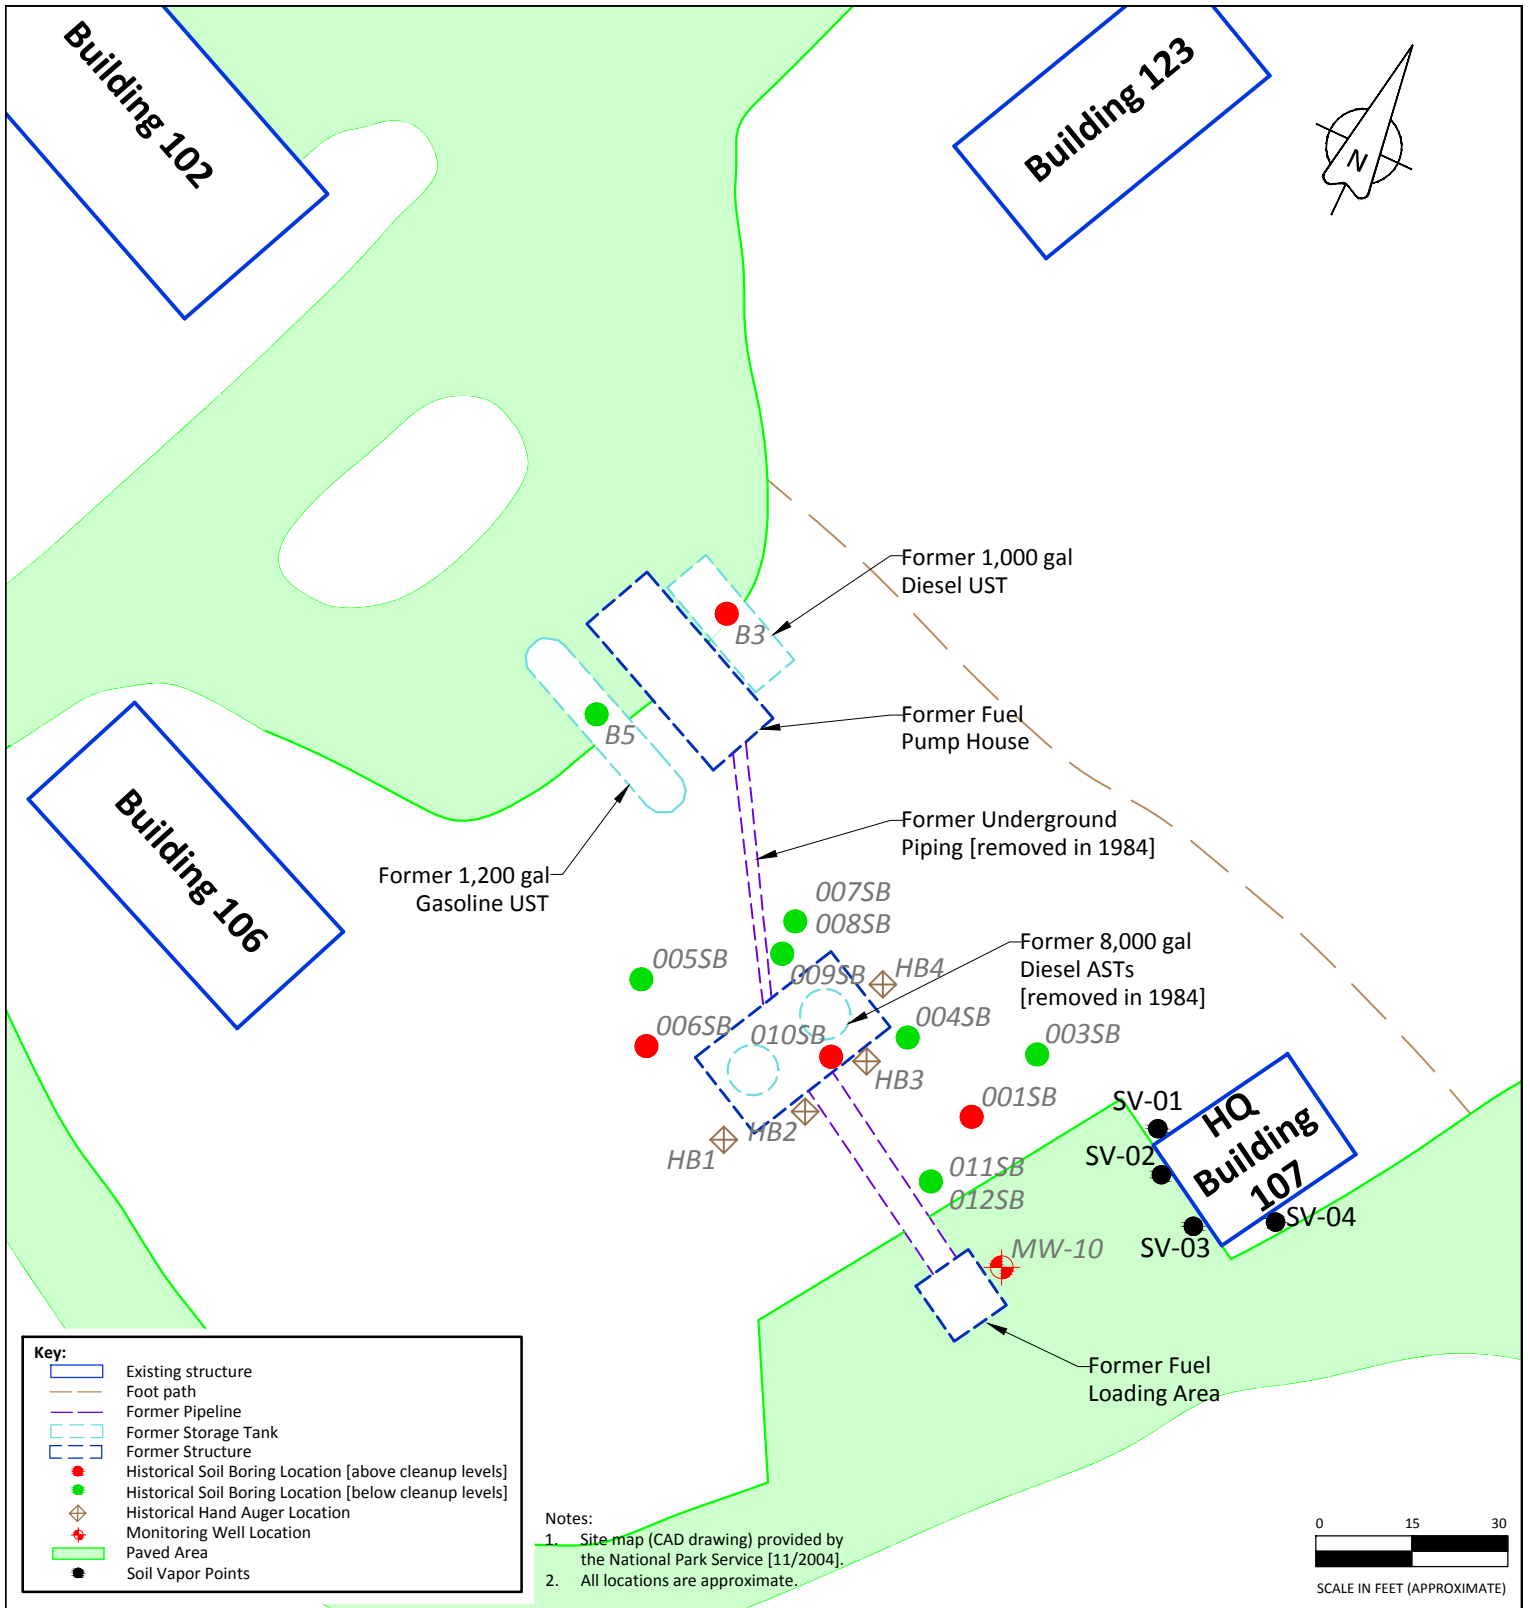 Building 102
Building 123
N
Former 1,000 gal
Diesel UST
B3
B5
Former Fuel
Pump House
Building 106
Former Underground
Piping [removed in 1984]
Former 1,200 gal
Gasoline UST
007SB
008SB
005SB
009SB
HB4
Former 8,000 gal
Diesel ASTs
[removed in 1984]
006SB
010SB
004SB
003SB
HB3
001SB
HB2
HB1
SV-01
SV-02
HQ
Building
107
011SB
012SB
SV-03
SV-04
MW-10
Former Fuel
Loading Area
Key:
Existing structure
Foot path
Former Pipeline
Former Storage Tank
Former Structure
Historical Soil Boring Location [above cleanup levels]
Historical Soil Boring Location [below cleanup levels]
Historical Hand Auger Location
Monitoring Well Location
Paved Area
Soil Vapor Points
Notes:
1. Site map (CAD drawing) provided by
the National Park Service [11/2004].
2. All locations are approximate.
0 15 30
SCALE IN FEET (APPROXIMATE)